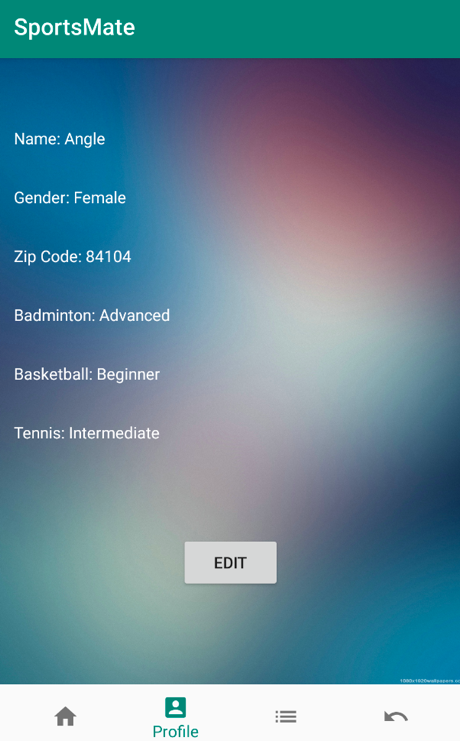 SportsMate
Name: Angle
Gender: Female
Zip Code: 84104
Badminton: Advanced
Basketball: Beginner
Tennis: Intermediate
EDIT
Profile